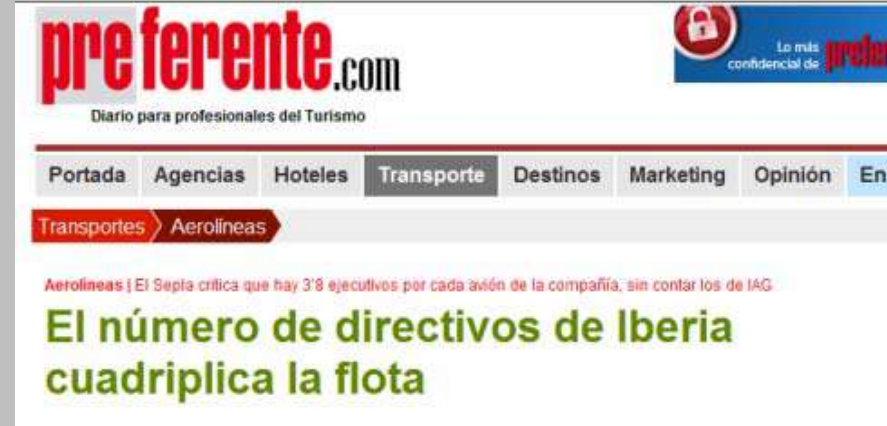 preferente.com
Lo más
confidencial de
Diario para profesionales del Turismo
Portada Agencias Hoteles Transporte Destinos Marketing Opinión En
Transportes Aerolíneas
Aerolíneas | El Sepla critica que hay 3'8 ejecutivos por cada avión de la compañía, sin contar los de IAG
El número de directivos de Iberia
cuadriplica la flota